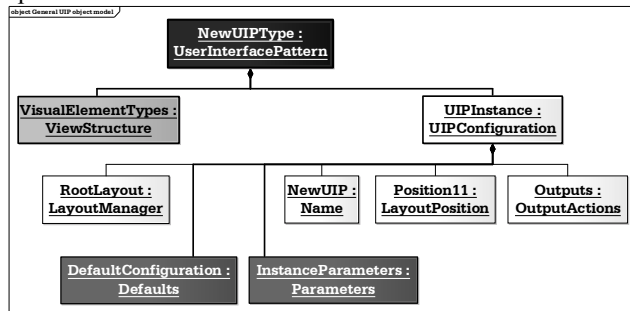 object General UIP object model
NewUIPType :
UserInterfacePattern
VisualElementTypes :
ViewStructure
UIPInstance :
UIPConfiguration
RootLayout :
LayoutManager
NewUIP :
Name
Position11 :
LayoutPosition
Outputs :
OutputActions
DefaultConfiguration :
Defaults
InstanceParameters :
Parameters